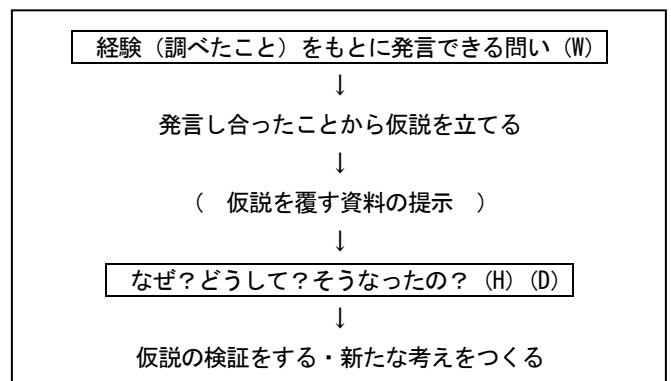 経験（調べたこと）をもとに発言できる問い（W）
↓
発言し合ったことから仮説を立てる
↓
（　仮説を覆す資料の提示　）
↓
なぜ？どうして？そうなったの？（H）（D）
↓
仮説の検証をする・新たな考えをつくる